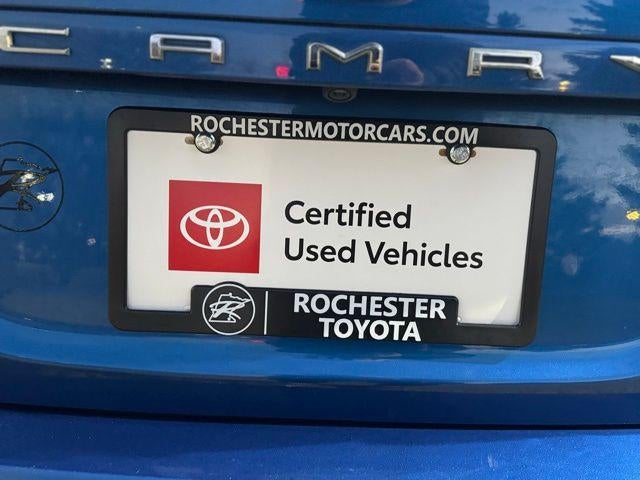 CAMRY
ROCHESTERMOTORCARS.COM
Certified
Used Vehicles
ROCHESTER
TOYOTA